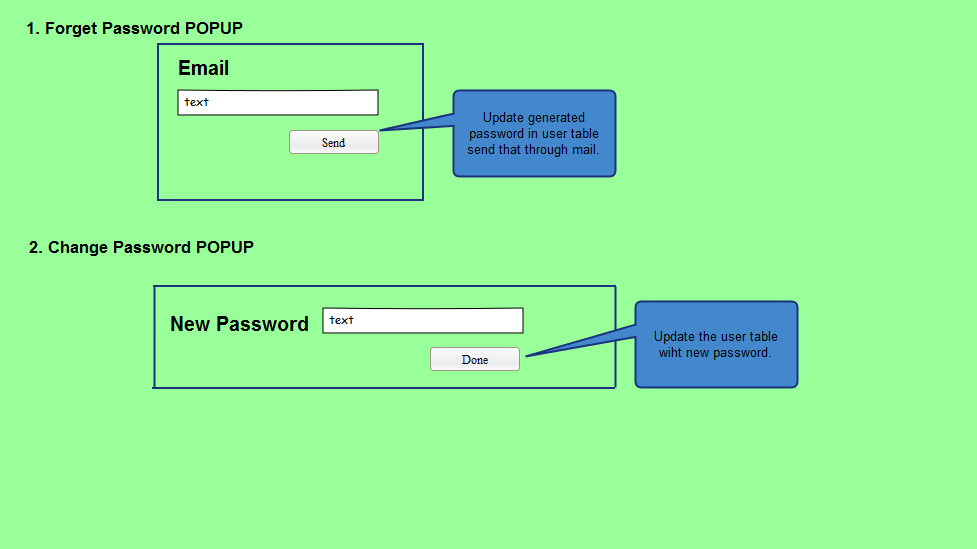 1. Forget Password POPUP
Email
text
Send
Update generated
password in user table
send that through mail.
2. Change Password POPUP
New Password
text
Done
Update the user table
wiht new password.